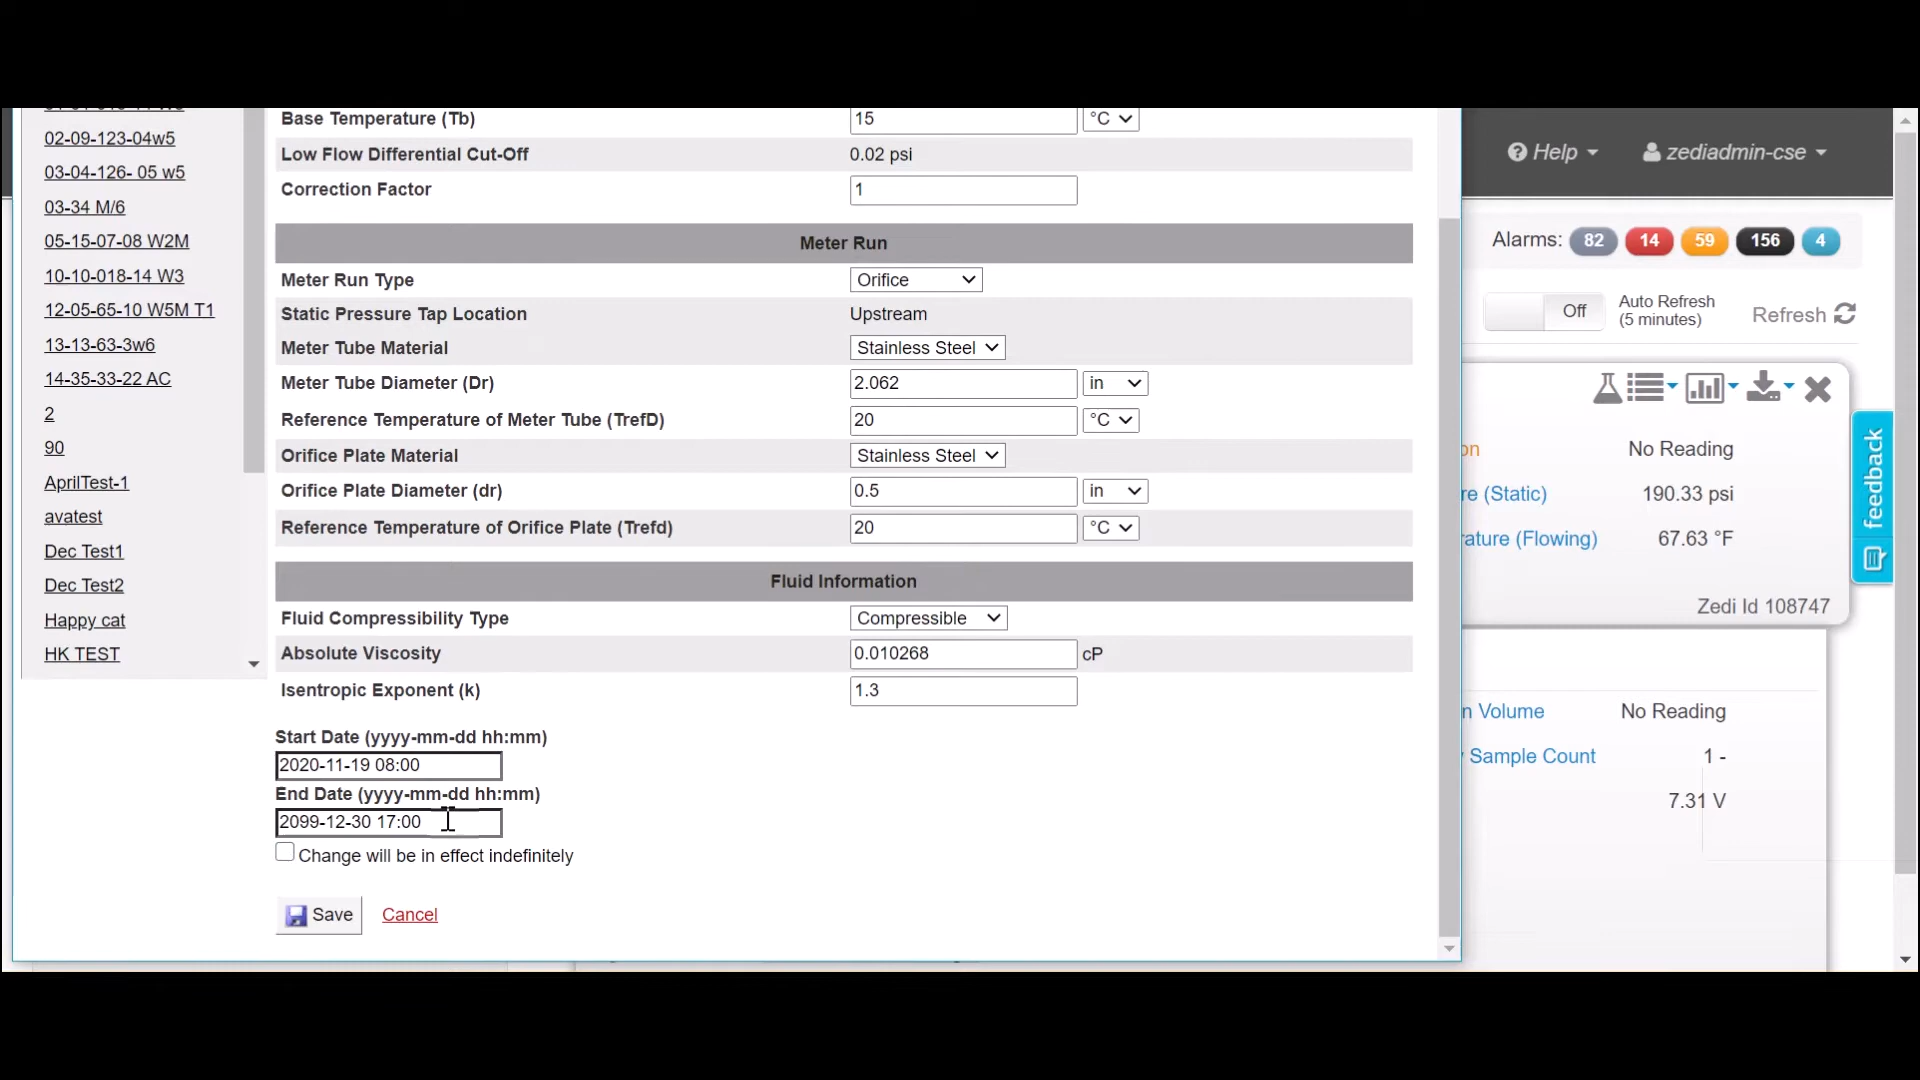 02-09-123-04w5
03-04-126- 05 w5
03-34 M/6
05-15-07-08 W2M
10-10-018-14 W3
12-05-65-10 W5M T1
13-13-63-3w6
14-35-33-22 AC
2
90
AprilTest-1
avatest
Dec Test1
Dec Test2
Happy cat
HK TEST
Base Temperature (Tb) 15 °C
Low Flow Differential Cut-Off 0.02 psi
Correction Factor 1
Meter Run
Meter Run Type Orifice
Static Pressure Tap Location Upstream
Meter Tube Material Stainless Steel
Meter Tube Diameter (Dr) 2.062 in
Reference Temperature of Meter Tube (TrefD) 20 °C
Orifice Plate Material Stainless Steel
Orifice Plate Diameter (dr) 0.5 in
Reference Temperature of Orifice Plate (Trefd) 20 °C
Fluid Information
Fluid Compressibility Type Compressible
Absolute Viscosity 0.010268 cP
Isentropic Exponent (k) 1.3
Start Date (yyyy-mm-dd hh:mm)
2020-11-19 08:00
End Date (yyyy-mm-dd hh:mm)
2099-12-30 17:00
Change will be in effect indefinitely
Save Cancel
Help zediadmin-cse
Alarms: 82 14 59 156 4
Off Auto Refresh
(5 minutes) Refresh
on No Reading
re (Static) 190.33 psi
rature (Flowing) 67.63 °F
Zedi Id 108747
feedback
n Volume No Reading
Sample Count 1 -
7.31 V